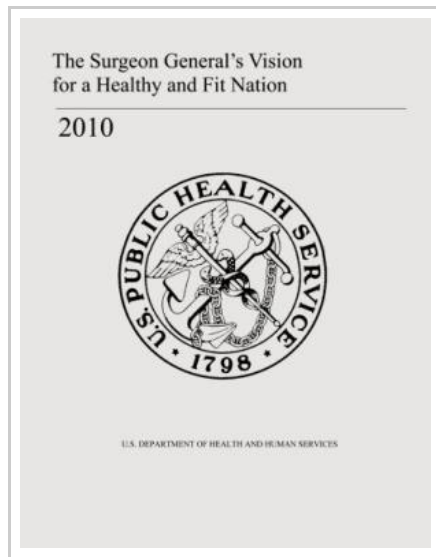 The Surgeon General's Vision
for a Healthy and Fit Nation
2010
U.S. PUBLIC HEALTH SERVICE
* 1798 *
U.S. DEPARTMENT OF HEALTH AND HUMAN SERVICES